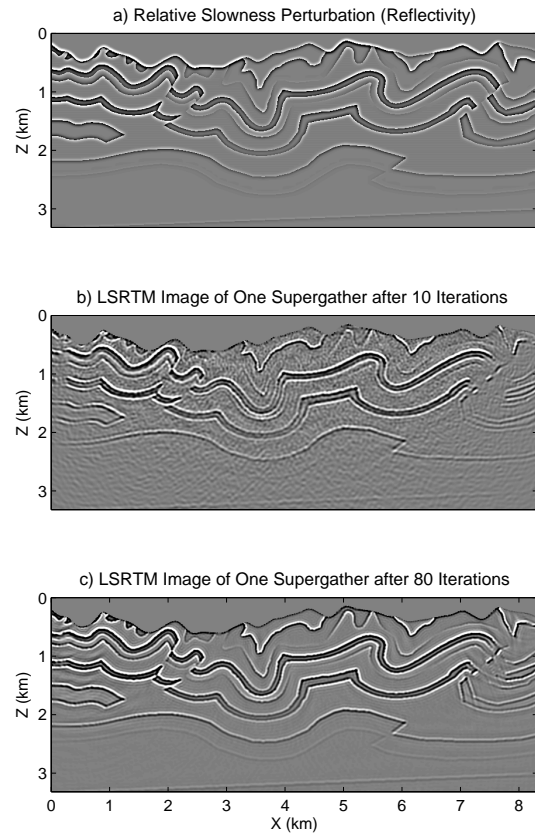 a) Relative Slowness Perturbation (Reflectivity)
0
1
2
3
Z (km)
b) LSRTM Image of One Supergather after 10 Iterations
0
1
2
3
Z (km)
c) LSRTM Image of One Supergather after 80 Iterations
0
1
2
3
Z (km)
0 1 2 3 4 5 6 7 8
X (km)